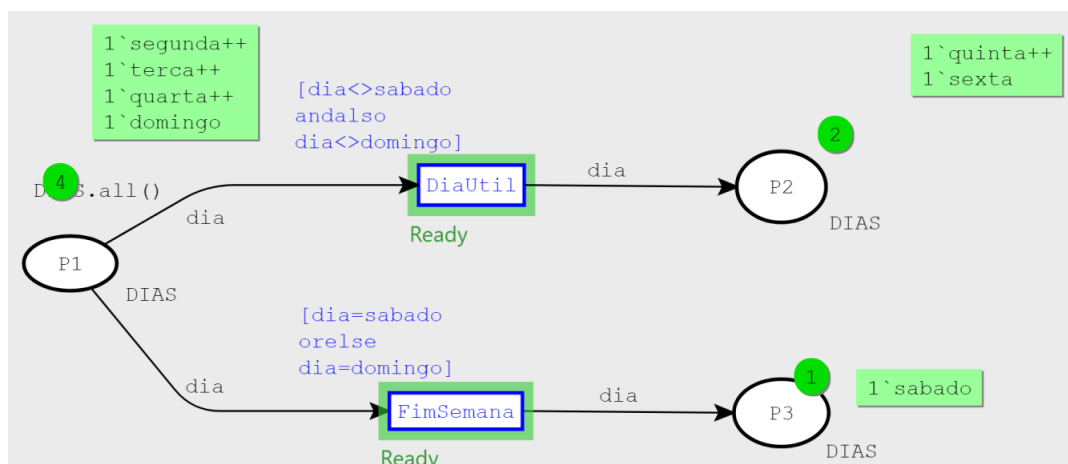 1`segunda++
1`terca++
1`quarta++
1`domingo
[dia<>sabado
andalso
dia<>domingo]
1`quinta++
1`sexta
4
.all()
DiaUtil
Ready
dia
dia
2
P2
DIAS
P1
DIAS
[dia=sabado
orelse
dia=domingo]
dia
FimSemana
Ready
dia
1
P3
DIAS
1`sabado